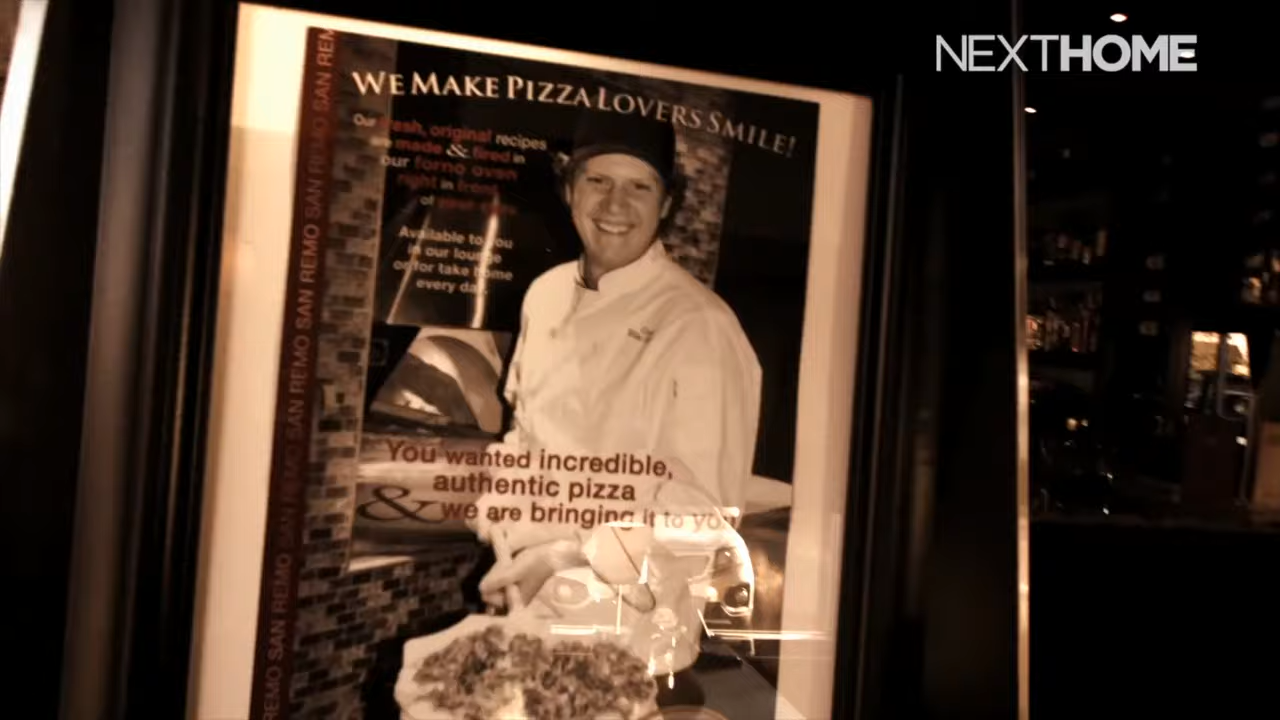 NEXTHOME
WE MAKE PIZZA LOVERS SMILE!
Our fresh, original recipes
are made & fired in
our forno oven
right in front
of
Available to you
in our lounge
or for take home
every day.
You wanted incredible,
authentic pizza
& we are bringing it to you
SAN REMO SAN REMO SAN REMO SAN REMO SAN REMO SAN REMO